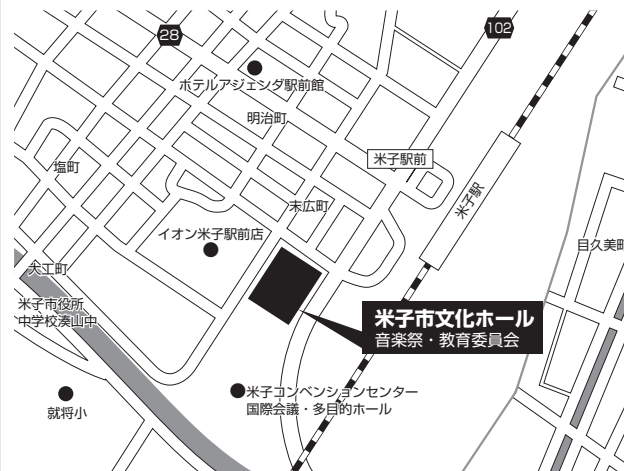 28
102
ホテルアジェンダ駅前館
明治町
米子駅前
塩町
米子駅
末広町
イオン米子駅前店
目久美町
大工町
米子市役所
中学校湊山中
米子市文化ホール
音楽祭・教育委員会
米子コンベンションセンター
国際会議・多目的ホール
就将小